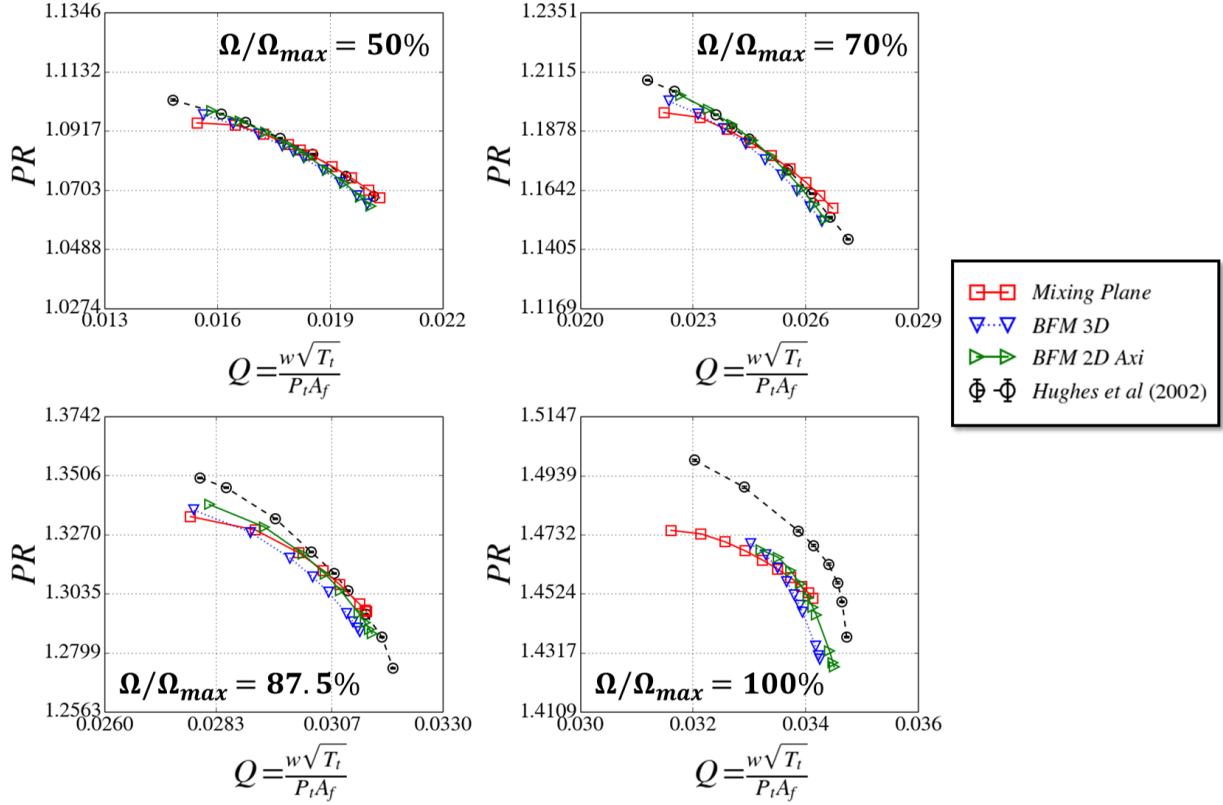 1.1346
1.1132
1.0917
1.0703
1.0488
1.0274
PR
Ω/Ωmax = 50%
0.013 0.016 0.019 0.022
Q = w√Tt / PtAf
1.2351
1.2115
1.1878
1.1642
1.1405
1.1169
PR
Ω/Ωmax = 70%
0.020 0.023 0.026 0.029
Q = w√Tt / PtAf
Mixing Plane
BFM 3D
BFM 2D Axi
Hughes et al (2002)
1.3742
1.3506
1.3270
1.3035
1.2799
1.2563
PR
Ω/Ωmax = 87.5%
0.0260 0.0283 0.0307 0.0330
Q = w√Tt / PtAf
1.5147
1.4939
1.4732
1.4524
1.4317
1.4109
PR
Ω/Ωmax = 100%
0.030 0.032 0.034 0.036
Q = w√Tt / PtAf